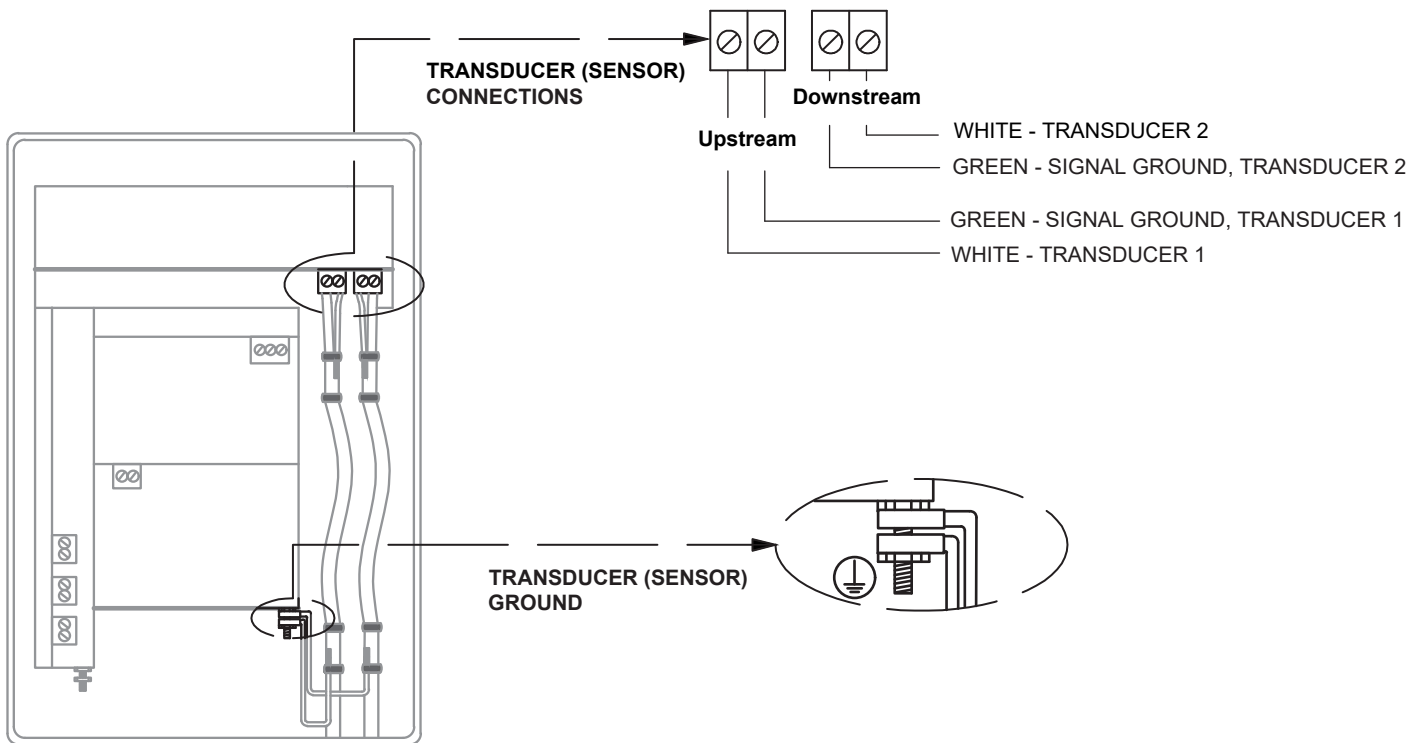 TRANSDUCER (SENSOR)
CONNECTIONS
Downstream
Upstream
WHITE - TRANSDUCER 2
GREEN - SIGNAL GROUND, TRANSDUCER 2
GREEN - SIGNAL GROUND, TRANSDUCER 1
WHITE - TRANSDUCER 1
TRANSDUCER (SENSOR)
GROUND